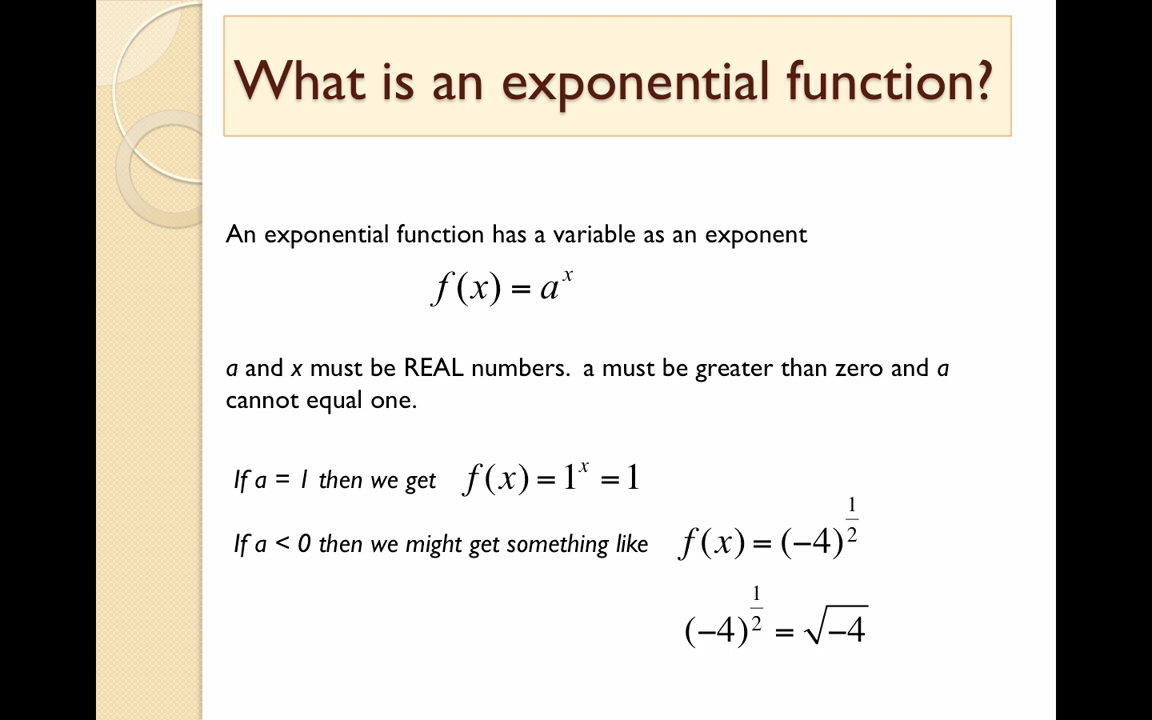 What is an exponential function?
An exponential function has a variable as an exponent
f(x) = aˣ
a and x must be REAL numbers.  a must be greater than zero and a
cannot equal one.
If a = 1 then we get f(x) = 1ˣ = 1
If a < 0 then we might get something like f(x) = (−4)^(1/2)
(−4)^(1/2) = √−4